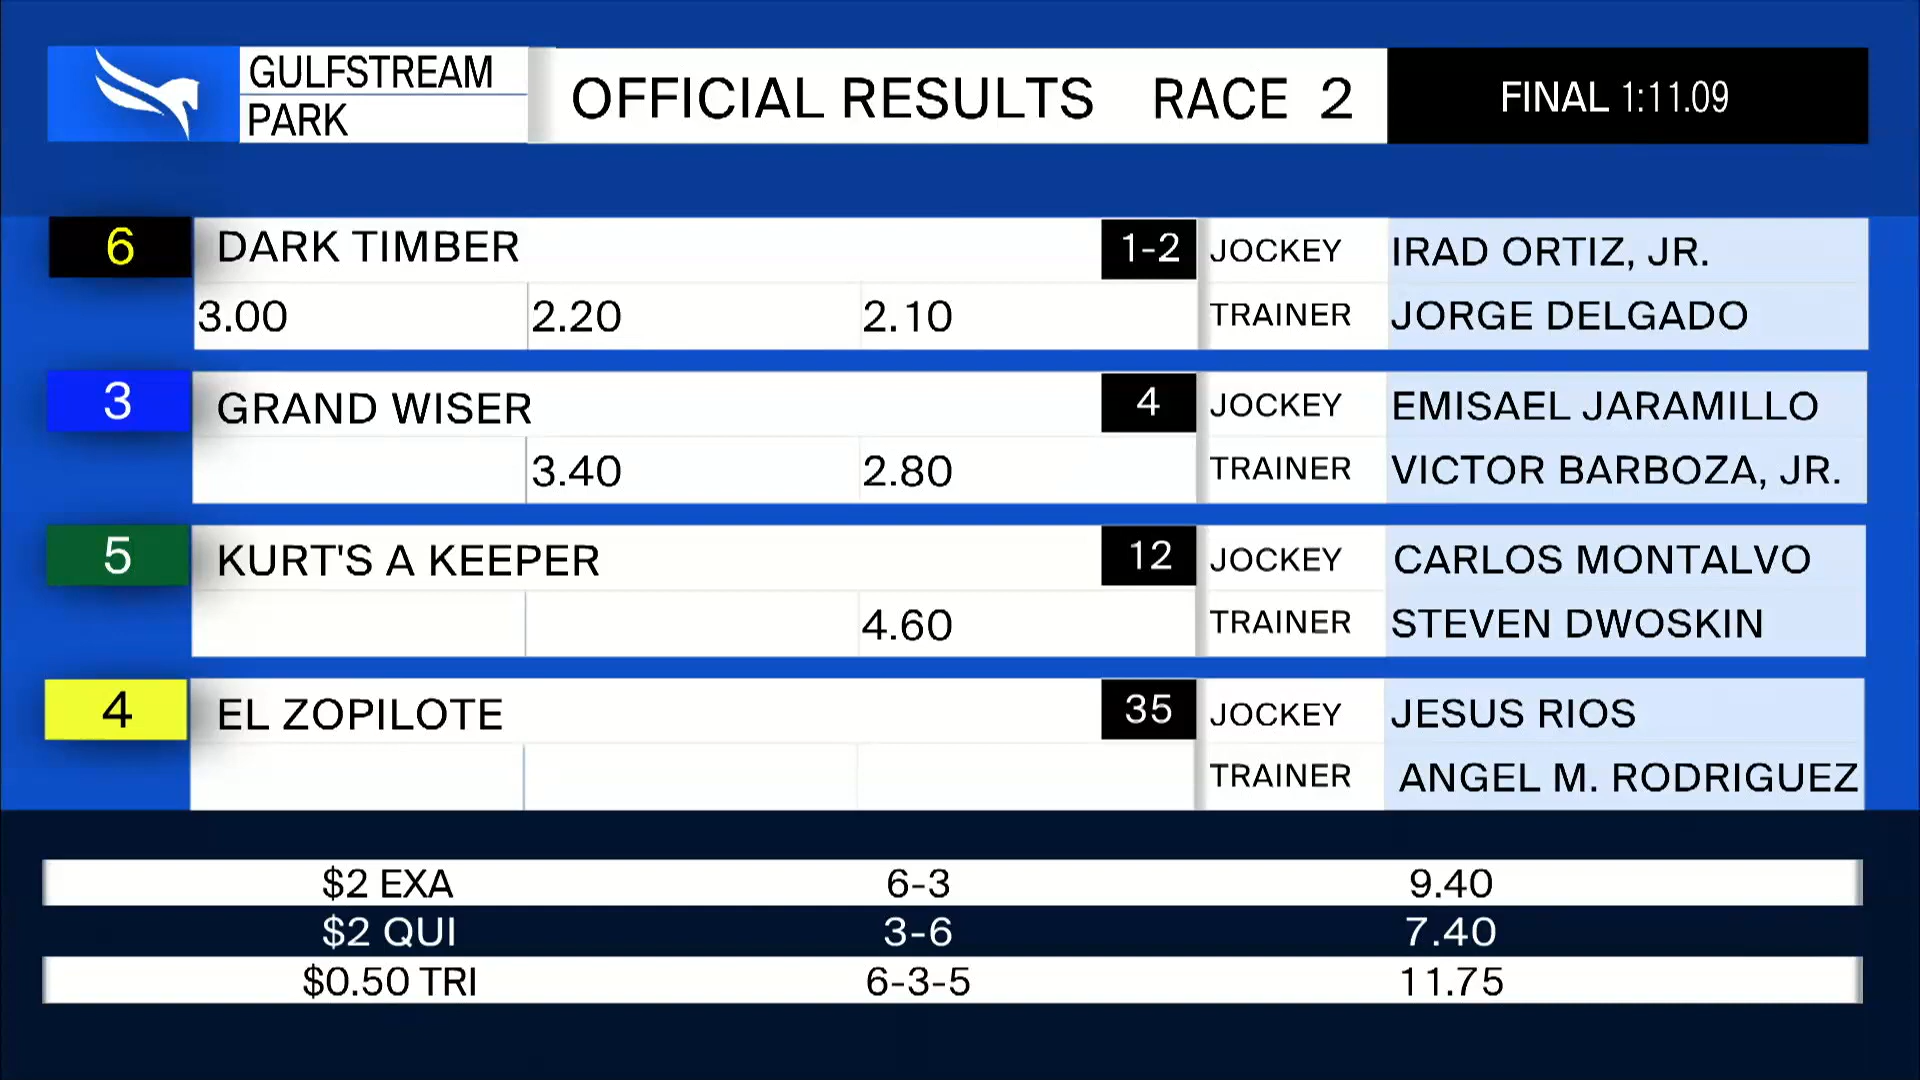 GULFSTREAM
PARK
OFFICIAL RESULTS RACE 2
FINAL 1:11.09
6 DARK TIMBER 1-2 JOCKEY IRAD ORTIZ, JR.
3.00 2.20 2.10 TRAINER JORGE DELGADO
3 GRAND WISER 4 JOCKEY EMISAEL JARAMILLO
3.40 2.80 TRAINER VICTOR BARBOZA, JR.
5 KURT'S A KEEPER 12 JOCKEY CARLOS MONTALVO
4.60 TRAINER STEVEN DWOSKIN
4 EL ZOPILOTE 35 JOCKEY JESUS RIOS
TRAINER ANGEL M. RODRIGUEZ
$2 EXA 6-3 9.40
$2 QUI 3-6 7.40
$0.50 TRI 6-3-5 11.75